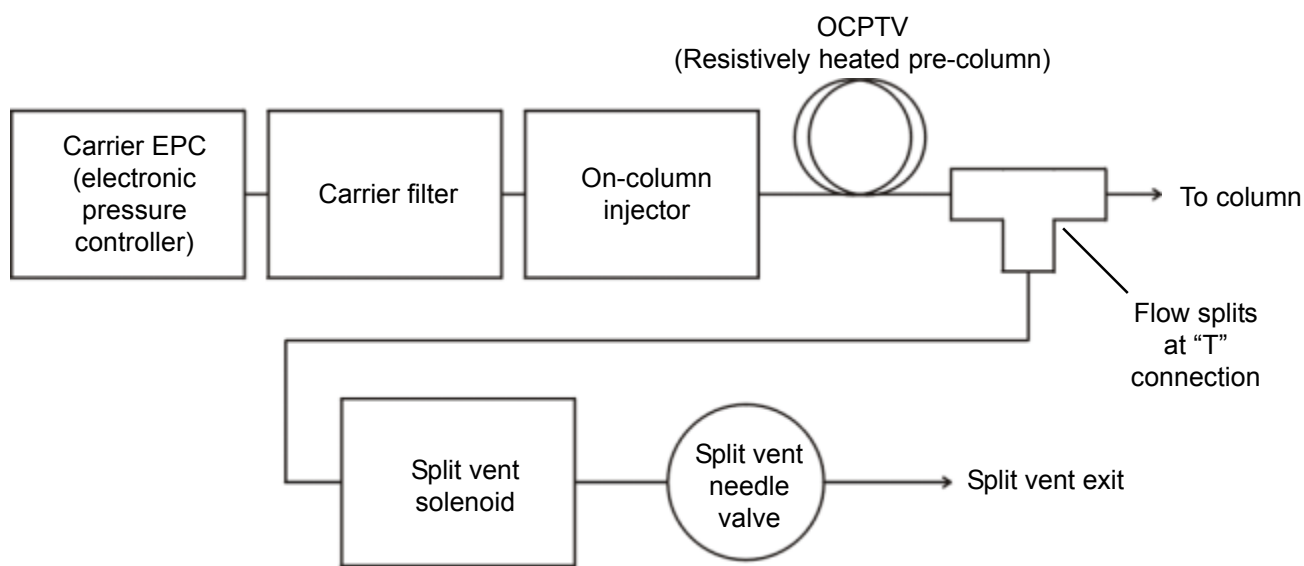 OCPTV
(Resistively heated pre-column)
Carrier EPC
(electronic
pressure
controller)
Carrier filter
On-column
injector
To column
Flow splits
at “T”
connection
Split vent
solenoid
Split vent
needle
valve
Split vent exit